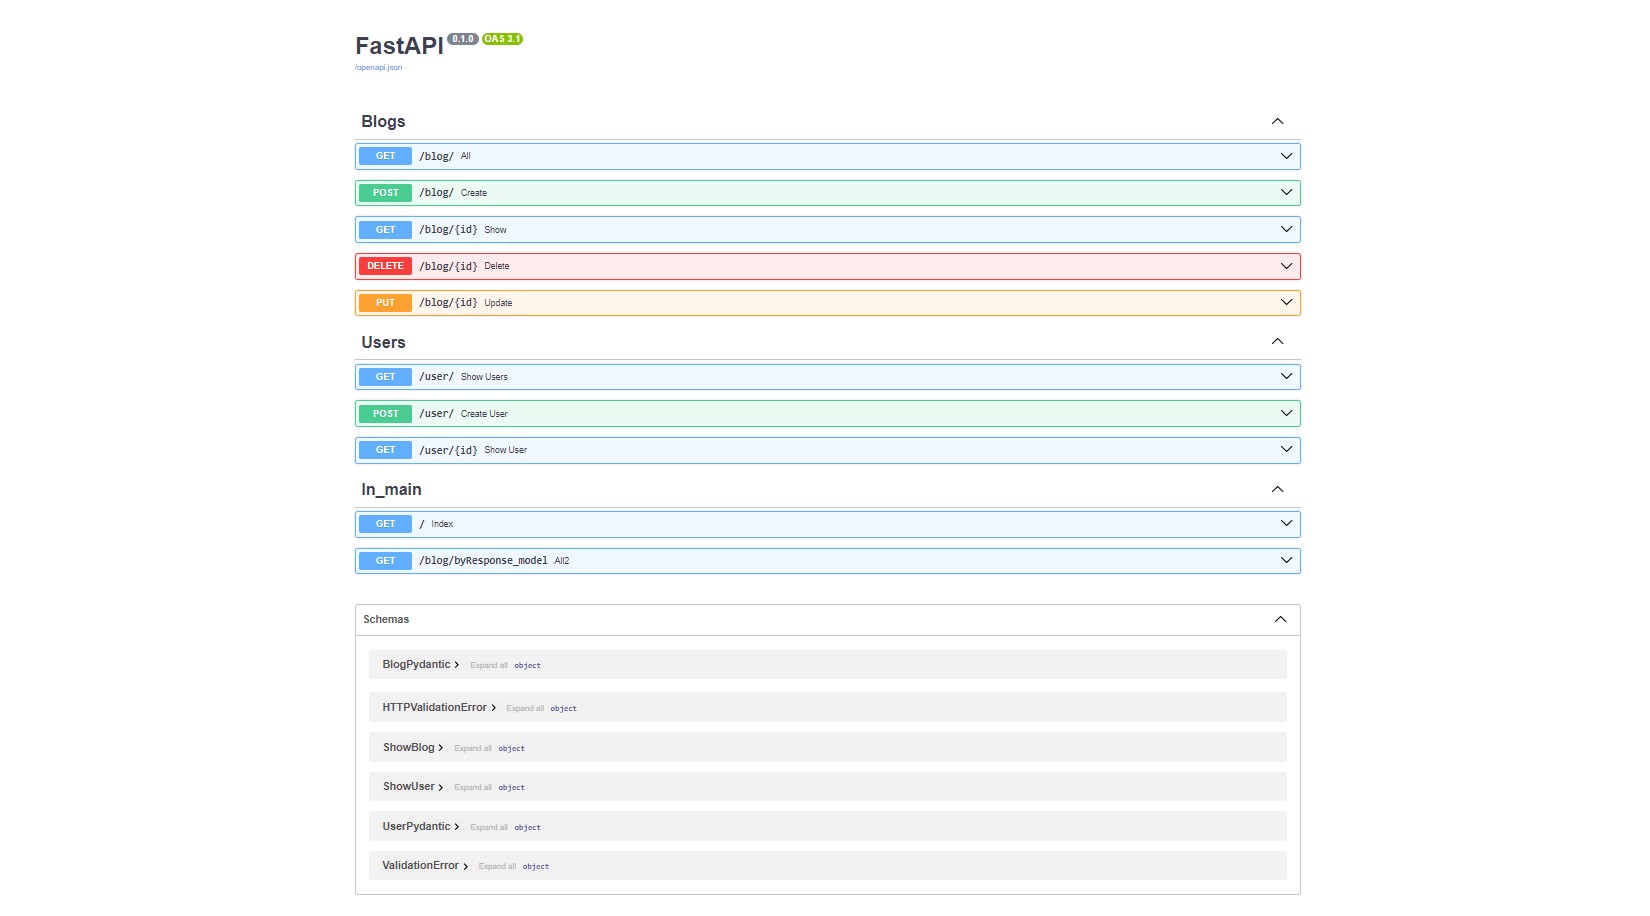 FastAPI 0.1.0 OAS 3.1
/openapi.json
Blogs
GET /blog/ All
POST /blog/ Create
GET /blog/{id} Show
DELETE /blog/{id} Delete
PUT /blog/{id} Update
Users
GET /user/ Show Users
POST /user/ Create User
GET /user/{id} Show User
In_main
GET / Index
GET /blog/byResponse_model All2
Schemas
BlogPydantic Expand all object
HTTPValidationError Expand all object
ShowBlog Expand all object
ShowUser Expand all object
UserPydantic Expand all object
ValidationError Expand all object